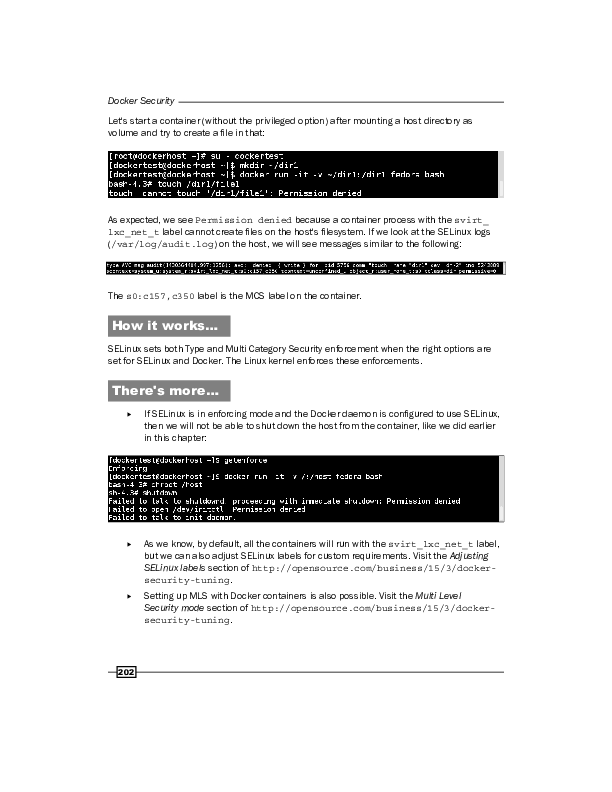 Docker Security
Let's start a container (without the privileged option) after mounting a host directory as
volume and try to create a file in that:
[root@dockerhost ~]# su - dockertest
[dockertest@dockerhost ~]$ mkdir ~/dir1
[dockertest@dockerhost ~]$ docker run -it -v ~/dir1:/dir1 fedora bash
bash-4.3# touch /dir1/file1
touch: cannot touch '/dir1/file1': Permission denied
As expected, we see Permission denied because a container process with the svirt_
lxc_net_t label cannot create files on the host's filesystem. If we look at the SELinux logs
(/var/log/audit.log) on the host, we will see messages similar to the following:
The s0:c157,c350 label is the MCS label on the container.
How it works...
SELinux sets both Type and Multi Category Security enforcement when the right options are
set for SELinux and Docker. The Linux kernel enforces these enforcements.
There's more...
► If SELinux is in enforcing mode and the Docker daemon is configured to use SELinux,
then we will not be able to shut down the host from the container, like we did earlier
in this chapter:
[dockertest@dockerhost ~]$ getenforce
Enforcing
[dockertest@dockerhost ~]$ docker run -it -v /:/host fedora bash
bash-4.3# chroot /host
sh-4.3# shutdown
Failed to talk to shutdownd, proceeding with immediate shutdown: Permission denied
Failed to open /dev/initctl: Permission denied
Failed to talk to init daemon.
► As we know, by default, all the containers will run with the svirt_lxc_net_t label,
but we can also adjust SELinux labels for custom requirements. Visit the Adjusting
SELinux labels section of http://opensource.com/business/15/3/docker-
security-tuning.
► Setting up MLS with Docker containers is also possible. Visit the Multi Level
Security mode section of http://opensource.com/business/15/3/docker-
security-tuning.
202